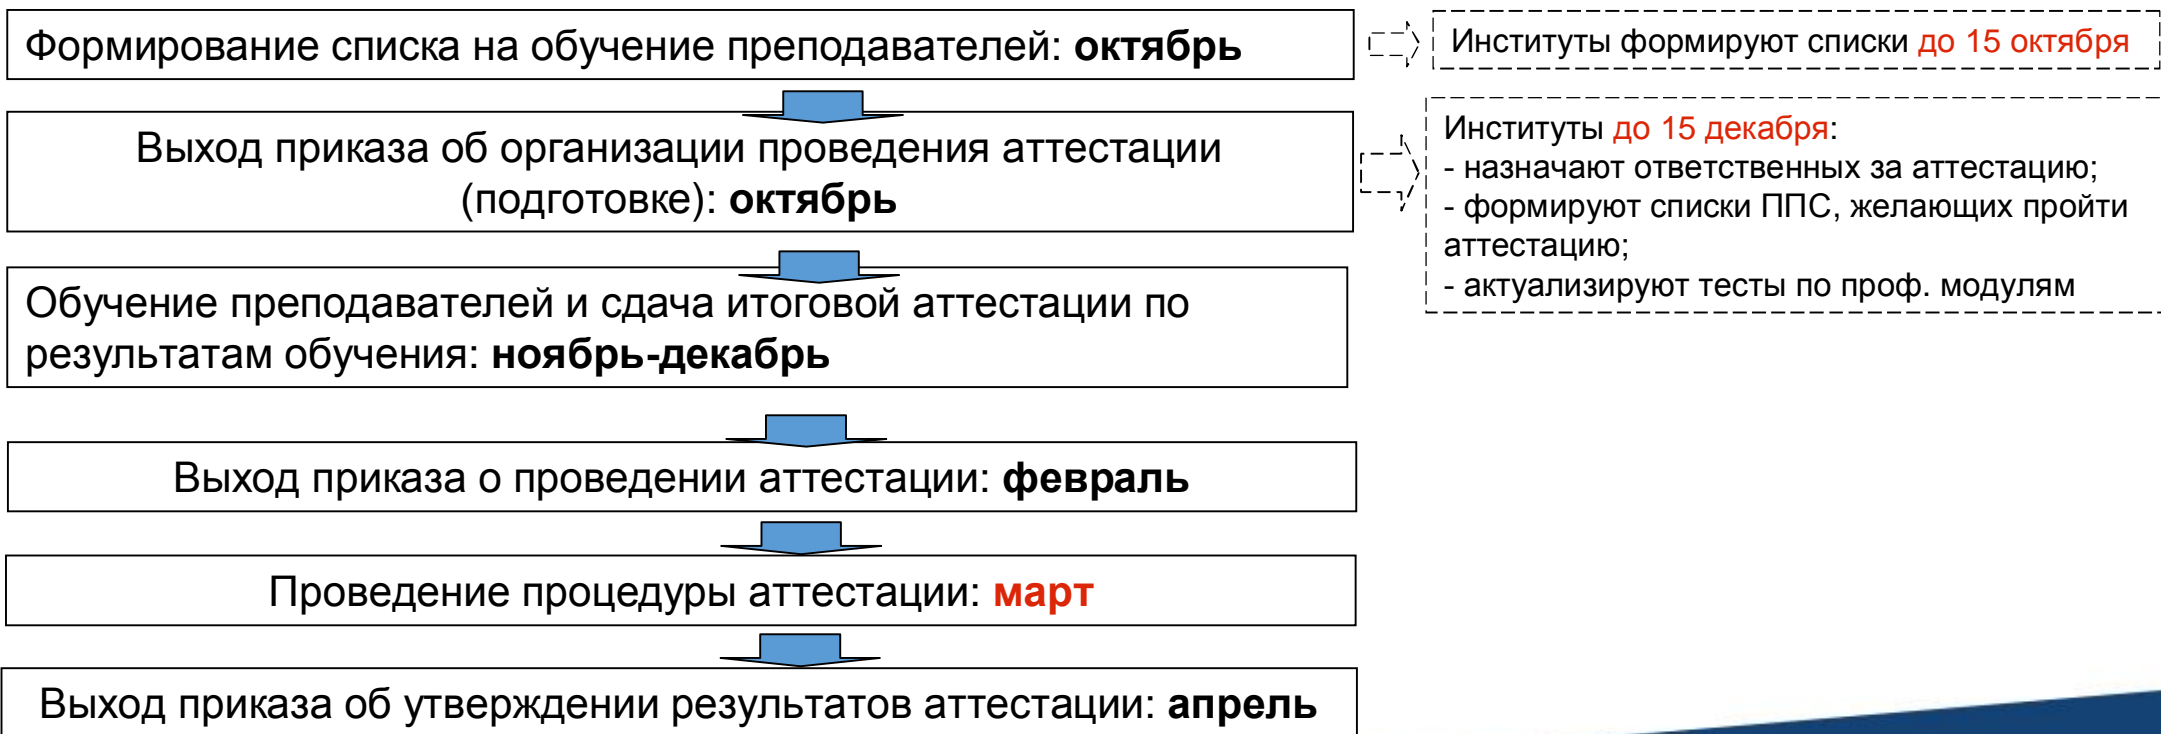 Формирование списка на обучение преподавателей: октябрь
Институты формируют списки до 15 октября
Выход приказа об организации проведения аттестации
(подготовке): октябрь
Институты до 15 декабря:
- назначают ответственных за аттестацию;
- формируют списки ППС, желающих пройти
аттестацию;
- актуализируют тесты по проф. модулям
Обучение преподавателей и сдача итоговой аттестации по
результатам обучения: ноябрь-декабрь
Выход приказа о проведении аттестации: февраль
Проведение процедуры аттестации: март
Выход приказа об утверждении результатов аттестации: апрель